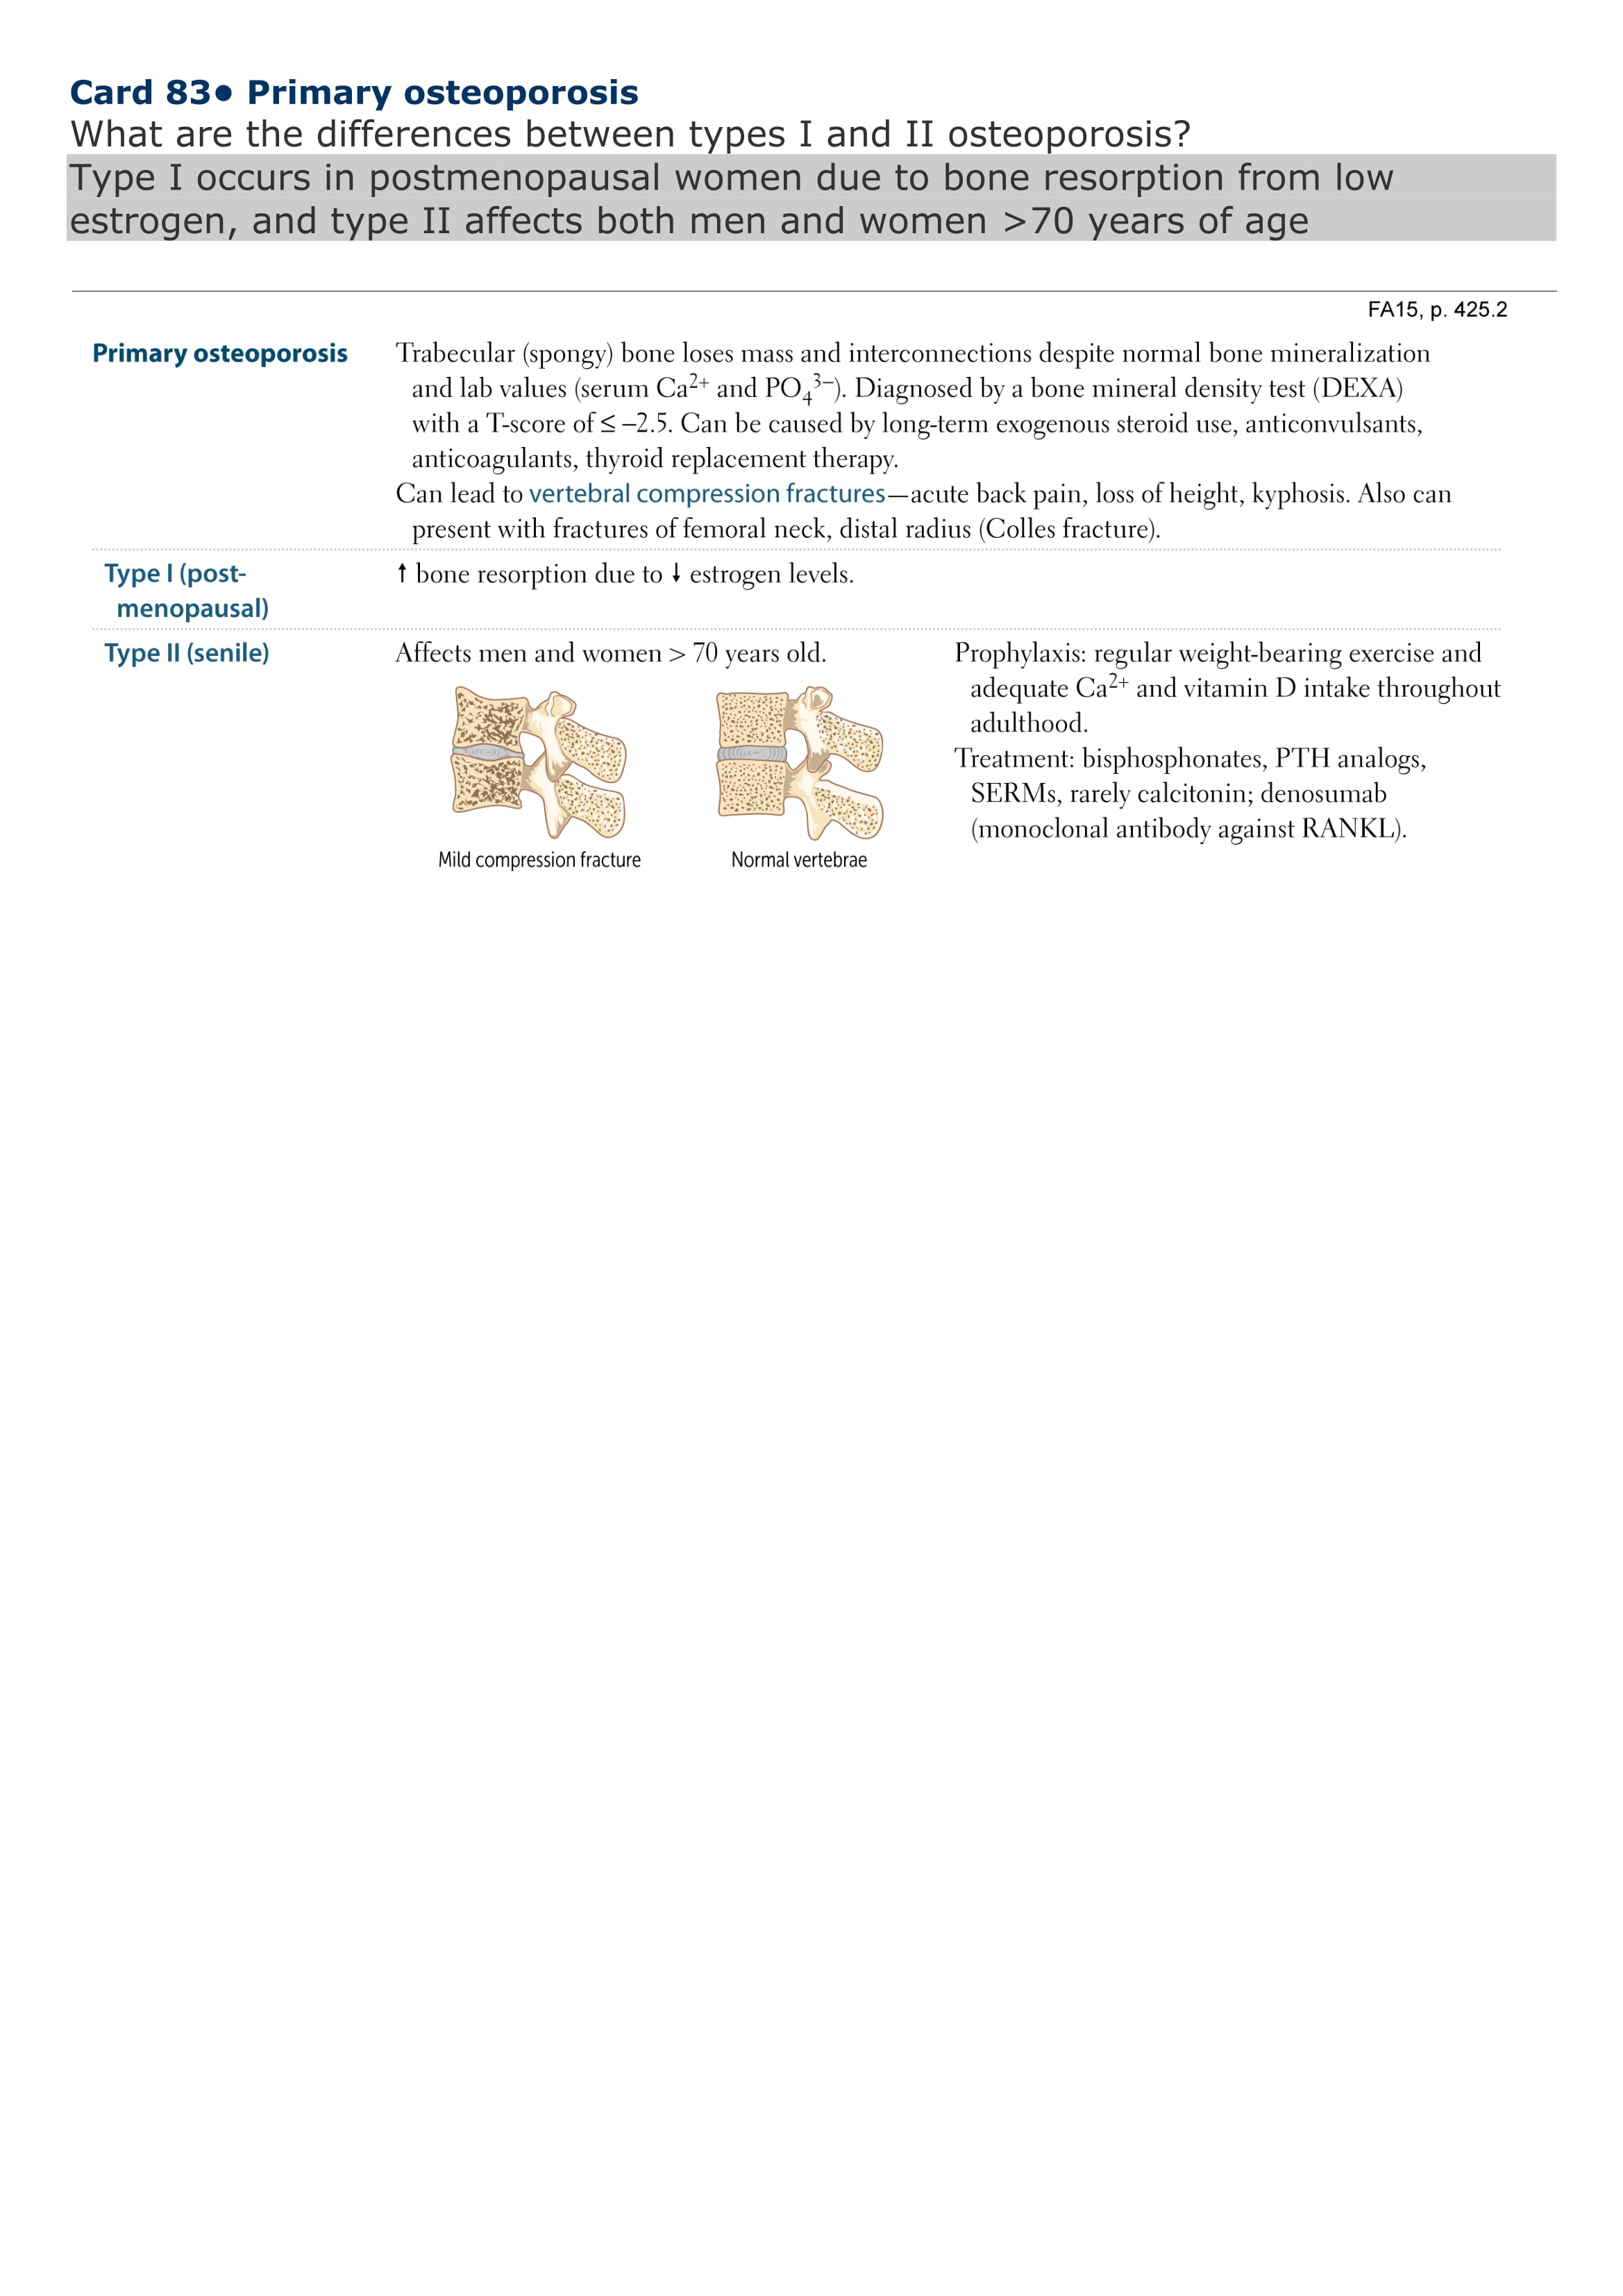 Card 83● Primary osteoporosis
What are the differences between types I and II osteoporosis?
Type I occurs in postmenopausal women due to bone resorption from low
estrogen, and type II affects both men and women >70 years of age
FA15, p. 425.2
Primary osteoporosis
Trabecular (spongy) bone loses mass and interconnections despite normal bone mineralization
and lab values (serum Ca²⁺ and PO₄³⁻). Diagnosed by a bone mineral density test (DEXA)
with a T-score of ≤ −2.5. Can be caused by long-term exogenous steroid use, anticonvulsants,
anticoagulants, thyroid replacement therapy.
Can lead to vertebral compression fractures—acute back pain, loss of height, kyphosis. Also can
present with fractures of femoral neck, distal radius (Colles fracture).
Type I (post-
menopausal)
↑ bone resorption due to ↓ estrogen levels.
Type II (senile)
Affects men and women > 70 years old.
Mild compression fracture
Normal vertebrae
Prophylaxis: regular weight-bearing exercise and
adequate Ca²⁺ and vitamin D intake throughout
adulthood.
Treatment: bisphosphonates, PTH analogs,
SERMs, rarely calcitonin; denosumab
(monoclonal antibody against RANKL).